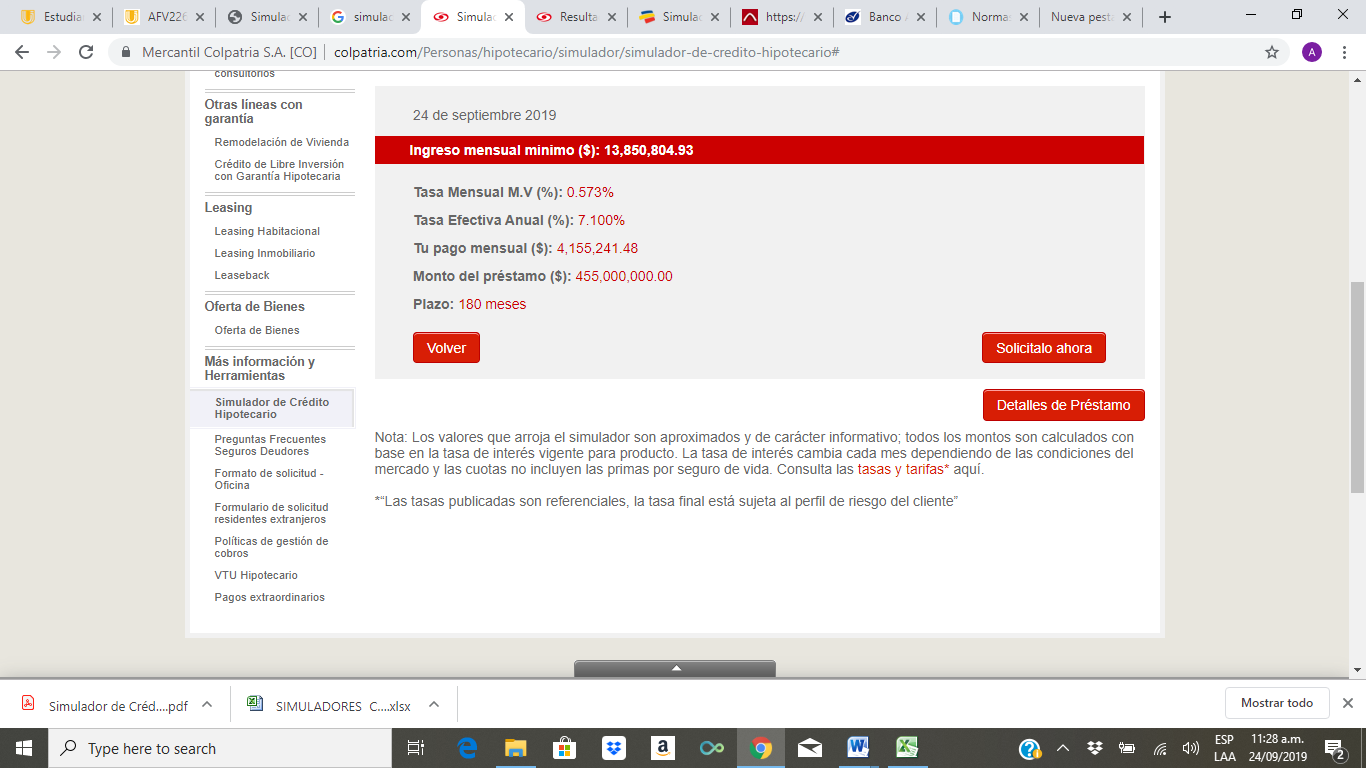 Estudia
AFV226
Simulac
simulac
Simulac
Resulta
Simulac
https://
Banco
Norma
Nueva pest
Mercantil Colpatria S.A. [CO]
colpatria.com/Personas/hipotecario/simulador/simulador-de-credito-hipotecario#
A
consultorios
Otras líneas con
garantía
Remodelación de Vivienda
Crédito de Libre Inversión
con Garantía Hipotecaria
Leasing
Leasing Habitacional
Leasing Inmobiliario
Leaseback
Oferta de Bienes
Oferta de Bienes
Más información y
Herramientas
Simulador de Crédito
Hipotecario
Preguntas Frecuentes
Seguros Deudores
Formato de solicitud -
Oficina
Formulario de solicitud
residentes extranjeros
Políticas de gestión de
cobros
VTU Hipotecario
Pagos extraordinarios
24 de septiembre 2019
Ingreso mensual mínimo ($): 13,850,804.93
Tasa Mensual M.V (%): 0.573%
Tasa Efectiva Anual (%): 7.100%
Tu pago mensual ($): 4,155,241.48
Monto del préstamo ($): 455,000,000.00
Plazo: 180 meses
Volver
Solicítalo ahora
Detalles de Préstamo
Nota: Los valores que arroja el simulador son aproximados y de carácter informativo; todos los montos son calculados con
base en la tasa de interés vigente para producto. La tasa de interés cambia cada mes dependiendo de las condiciones del
mercado y las cuotas no incluyen las primas por seguro de vida. Consulta las tasas y tarifas* aquí.
*“Las tasas publicadas son referenciales, la tasa final está sujeta al perfil de riesgo del cliente”
Simulador de Créd....pdf
SIMULADORES C....xlsx
Mostrar todo
Type here to search
ESP
LAA
11:28 a.m.
24/09/2019
2